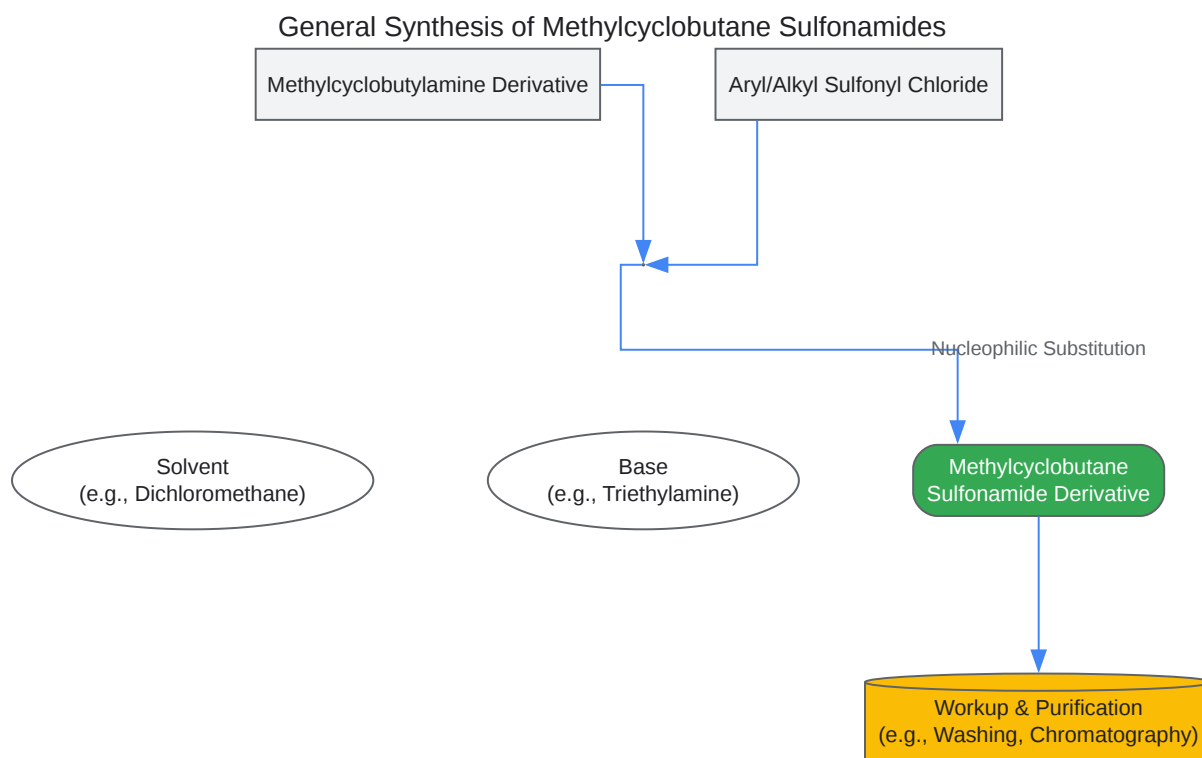 General Synthesis of Methylcyclobutane Sulfonamides
Methylcyclobutylamine Derivative
Aryl/Alkyl Sulfonyl Chloride
Nucleophilic Substitution
Solvent
(e.g., Dichloromethane)
Base
(e.g., Triethylamine)
Methylcyclobutane
Sulfonamide Derivative
Workup & Purification
(e.g., Washing, Chromatography)